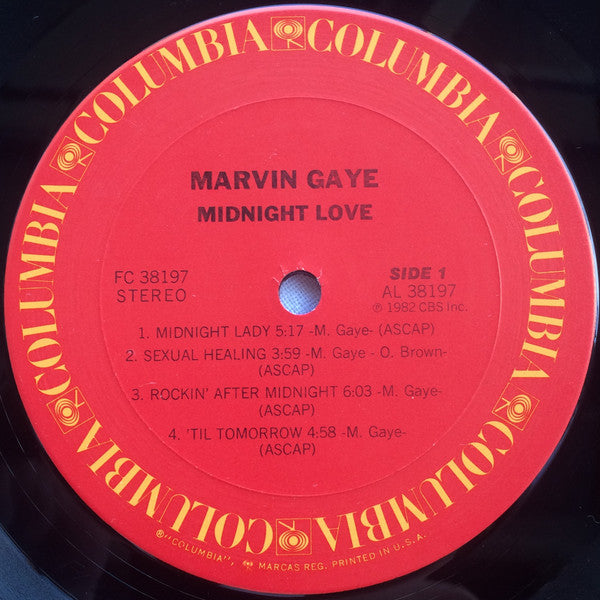 COLUMBIA COLUMBIA COLUMBIA COLUMBIA COLUMBIA COLUMBIA
MARVIN GAYE
MIDNIGHT LOVE
FC 38197
STEREO
SIDE 1
AL 38197
℗ 1982 CBS Inc.
1. MIDNIGHT LADY 5:17 -M. Gaye- (ASCAP)
2. SEXUAL HEALING 3:59 -M. Gaye - O. Brown-
(ASCAP)
3. ROCKIN' AFTER MIDNIGHT 6:03 -M. Gaye-
(ASCAP)
4. 'TIL TOMORROW 4:58 -M. Gaye-
(ASCAP)
®"COLUMBIA", MARCAS REG. PRINTED IN U.S.A.